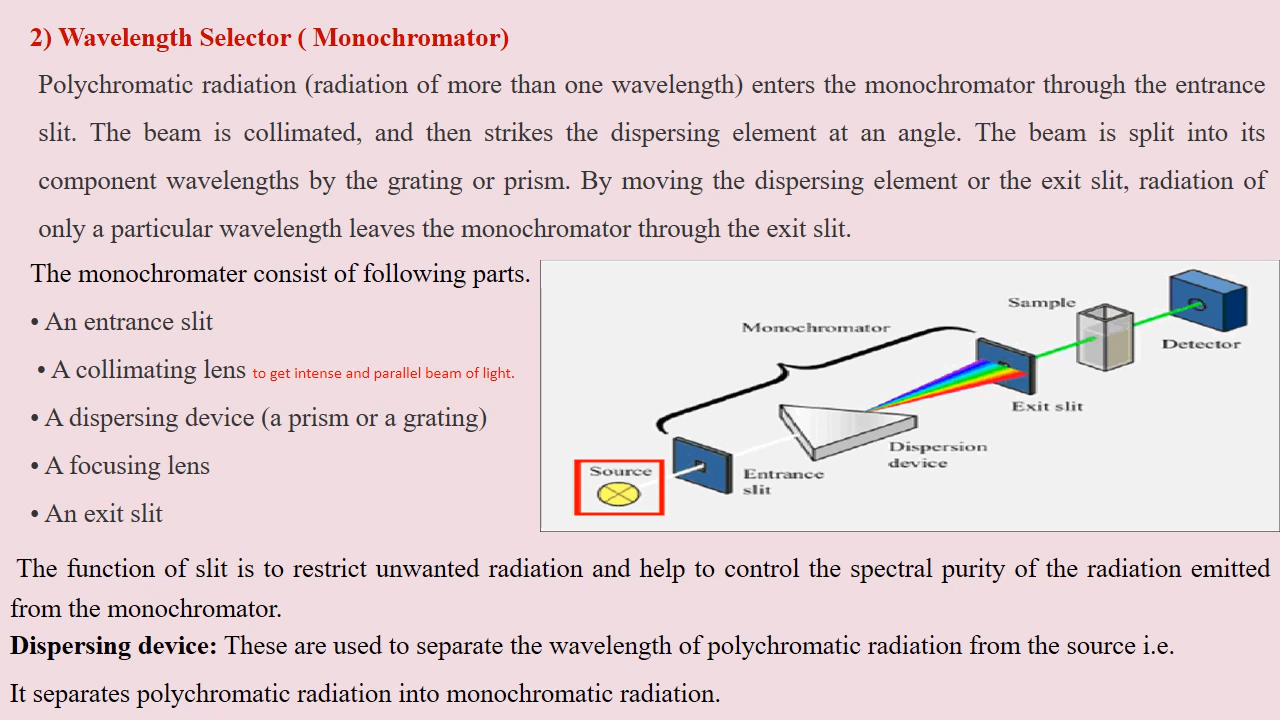 2) Wavelength Selector ( Monochromator)
Polychromatic radiation (radiation of more than one wavelength) enters the monochromator through the entrance
slit. The beam is collimated, and then strikes the dispersing element at an angle. The beam is split into its
component wavelengths by the grating or prism. By moving the dispersing element or the exit slit, radiation of
only a particular wavelength leaves the monochromator through the exit slit.
The monochromater consist of following parts.
• An entrance slit
• A collimating lens to get intense and parallel beam of light.
• A dispersing device (a prism or a grating)
• A focusing lens
• An exit slit
Sample
Monochromator
Detector
Exit slit
Dispersion
device
Source
Entrance
slit
The function of slit is to restrict unwanted radiation and help to control the spectral purity of the radiation emitted
from the monochromator.
Dispersing device: These are used to separate the wavelength of polychromatic radiation from the source i.e.
It separates polychromatic radiation into monochromatic radiation.